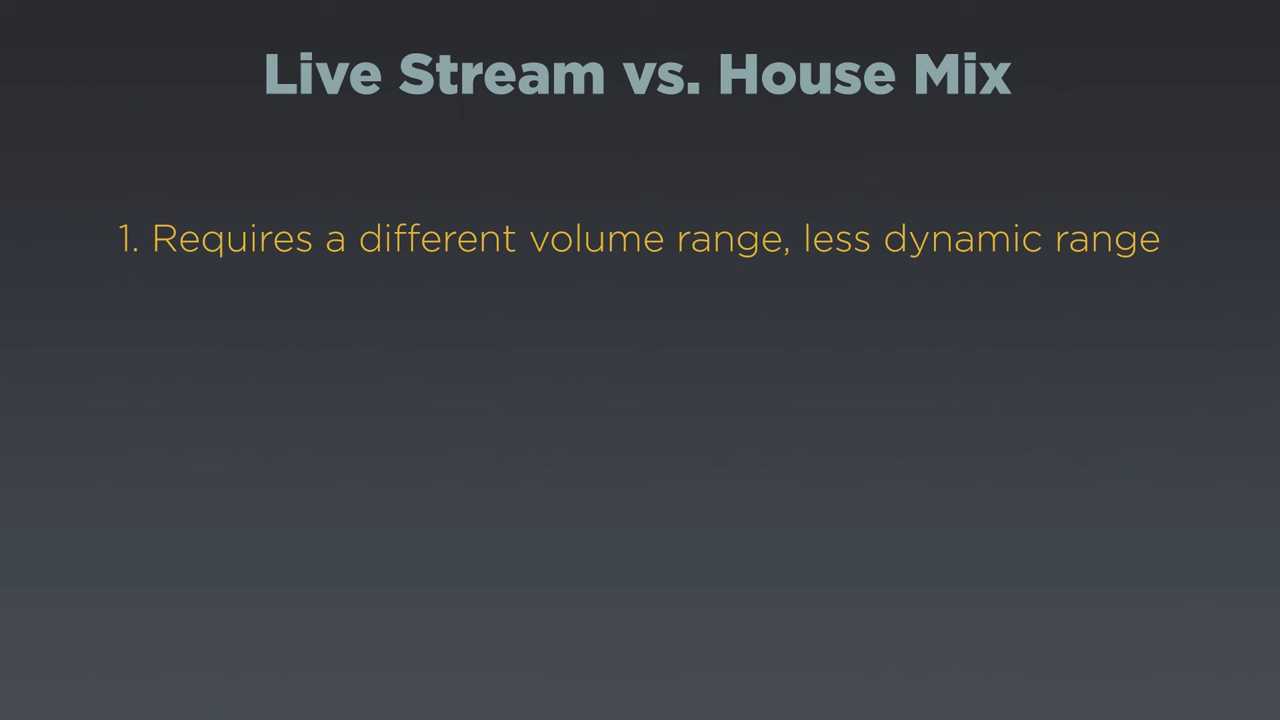 Live Stream vs. House Mix
1. Requires a different volume range, less dynamic range